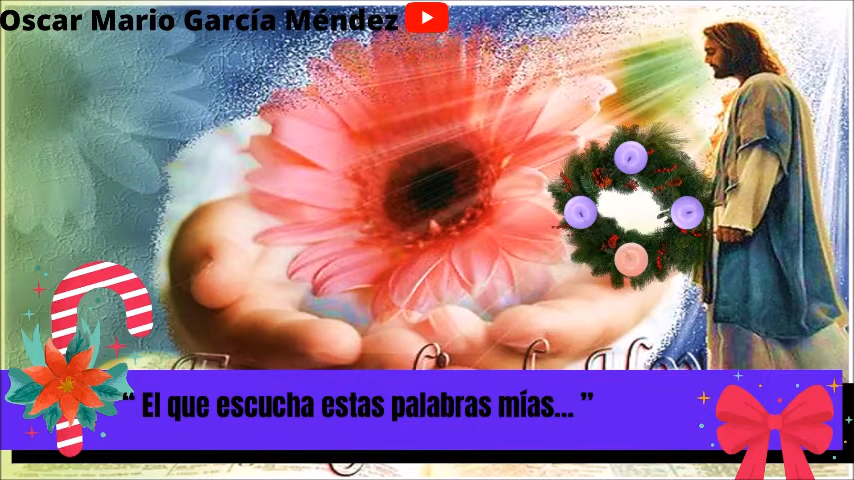 Oscar Mario García Méndez
“ El que escucha estas palabras mías... ”